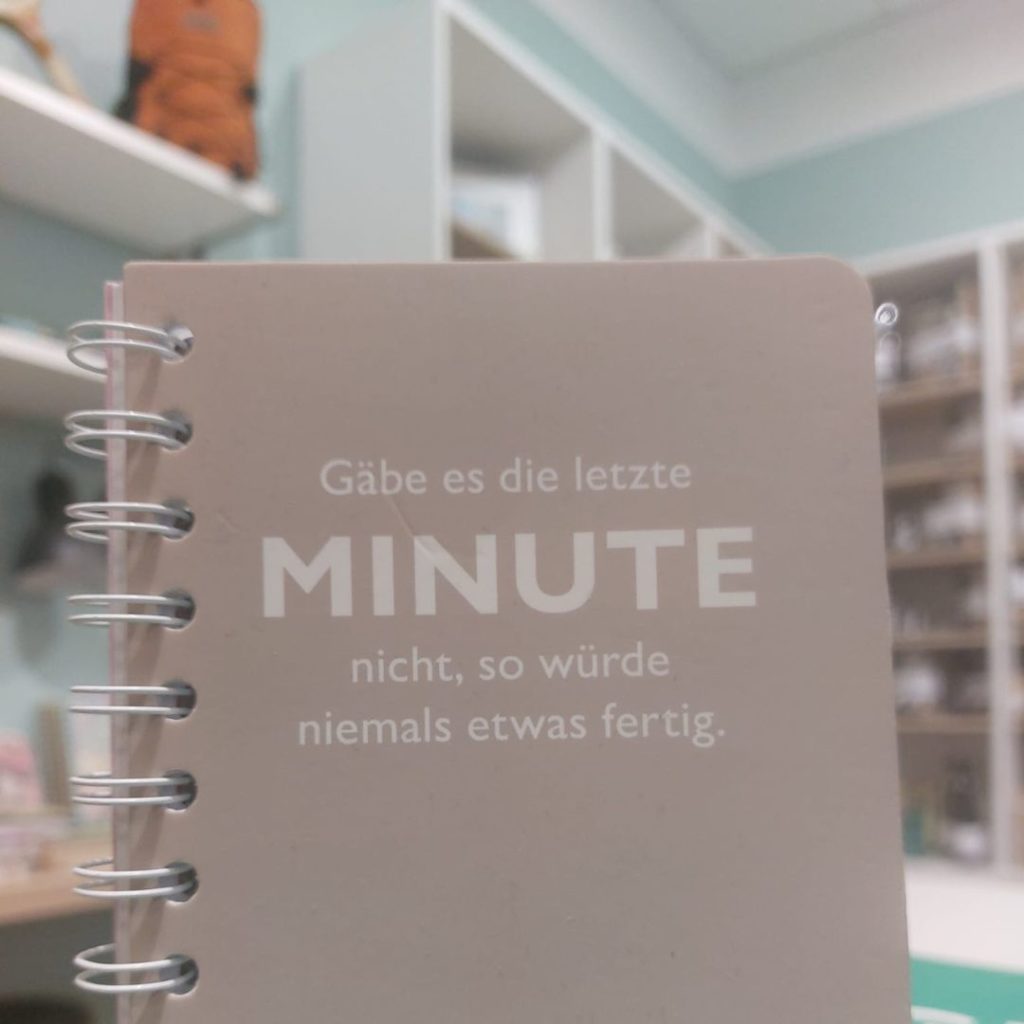 Gäbe es die letzte
MINUTE
nicht, so würde
niemals etwas fertig.